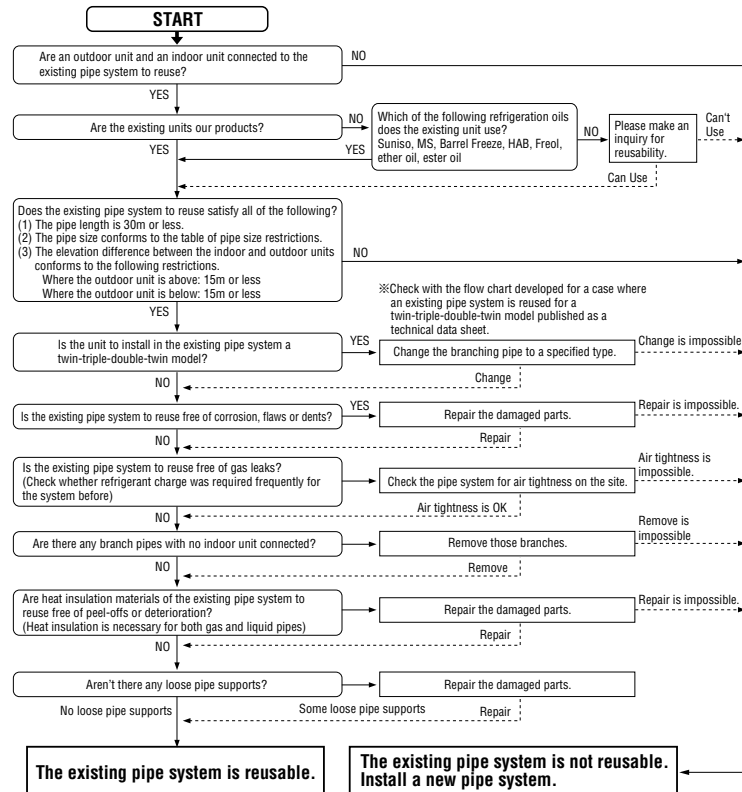 START
Are an outdoor unit and an indoor unit connected to the
existing pipe system to reuse?
NO
YES
Are the existing units our products?
NO
YES
Which of the following refrigeration oils
does the existing unit use?
Suniso, MS, Barrel Freeze, HAB, Freol,
ether oil, ester oil
YES
NO
Please make an
inquiry for
reusability.
Can't
Use
Can Use
Does the existing pipe system to reuse satisfy all of the following?
(1) The pipe length is 30m or less.
(2) The pipe size conforms to the table of pipe size restrictions.
(3) The elevation difference between the indoor and outdoor units
conforms to the following restrictions.
Where the outdoor unit is above: 15m or less
Where the outdoor unit is below: 15m or less
NO
YES
※Check with the flow chart developed for a case where
an existing pipe system is reused for a
twin-triple-double-twin model published as a
technical data sheet.
Is the unit to install in the existing pipe system a
twin-triple-double-twin model?
YES
Change the branching pipe to a specified type.
Change is impossible
NO
Change
Is the existing pipe system to reuse free of corrosion, flaws or dents?
YES
Repair the damaged parts.
Repair is impossible.
NO
Repair
Is the existing pipe system to reuse free of gas leaks?
(Check whether refrigerant charge was required frequently for
the system before)
Check the pipe system for air tightness on the site.
Air tightness is
impossible.
NO
Air tightness is OK
Are there any branch pipes with no indoor unit connected?
Remove those branches.
Remove is
impossible
NO
Remove
Are heat insulation materials of the existing pipe system to
reuse free of peel-offs or deterioration?
(Heat insulation is necessary for both gas and liquid pipes)
Repair the damaged parts.
Repair is impossible.
NO
Repair
Aren't there any loose pipe supports?
Repair the damaged parts.
No loose pipe supports
Some loose pipe supports
Repair
The existing pipe system is reusable.
The existing pipe system is not reusable.
Install a new pipe system.